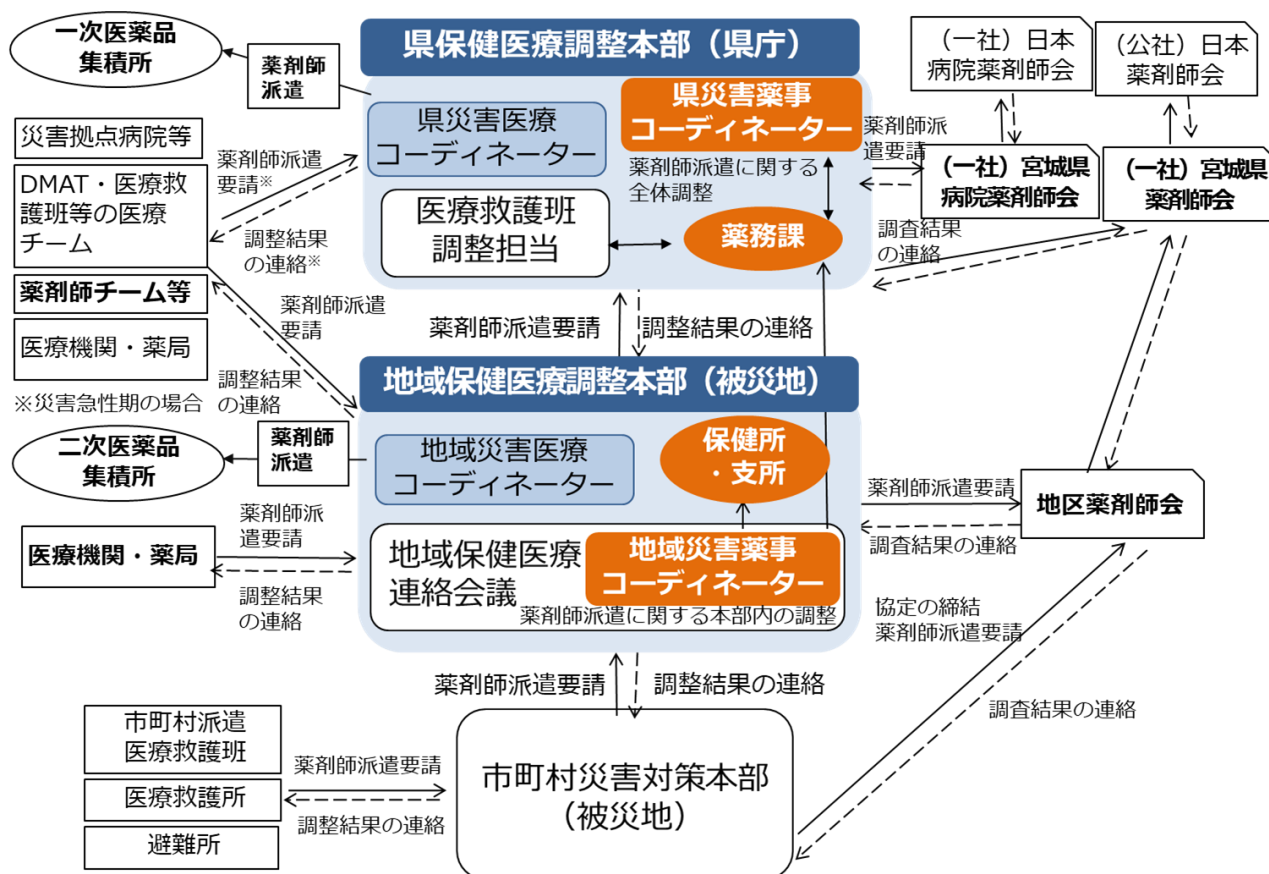 一次医薬品
集積所
薬剤師
派遣
県保健医療調整本部（県庁）
県災害医療
コーディネーター
県災害薬事
コーディネーター
薬剤師派遣に関する
全体調整
医療救護班
調整担当
薬務課
（一社）日本
病院薬剤師会
（公社）日本
薬剤師会
薬剤師派
遣要請
（一社）宮城県
病院薬剤師会
（一社）宮城県
薬剤師会
調査結果
の連絡
災害拠点病院等
DMAT・医療救
護班等の医療
チーム
薬剤師チーム等
医療機関・薬局
※災害急性期の場合
薬剤師派遣
要請※
調整結果
の連絡※
薬剤師派遣
要請
調整結果
の連絡
薬剤師派遣要請
調整結果の連絡
地域保健医療調整本部（被災地）
二次医薬品
集積所
薬剤師
派遣
地域災害医療
コーディネーター
保健所
・支所
地域保健医療
連絡会議
地域災害薬事
コーディネーター
薬剤師派遣に関する本部内の調整
医療機関・薬局
薬剤師派
遣要請
調整結果
の連絡
薬剤師派遣要請
調査結果の連絡
地区薬剤師会
協定の締結
薬剤師派遣要請
調査結果の連絡
薬剤師派遣要請
調整結果の連絡
市町村派遣
医療救護班
医療救護所
避難所
薬剤師派遣要請
調整結果の連絡
市町村災害対策本部
（被災地）